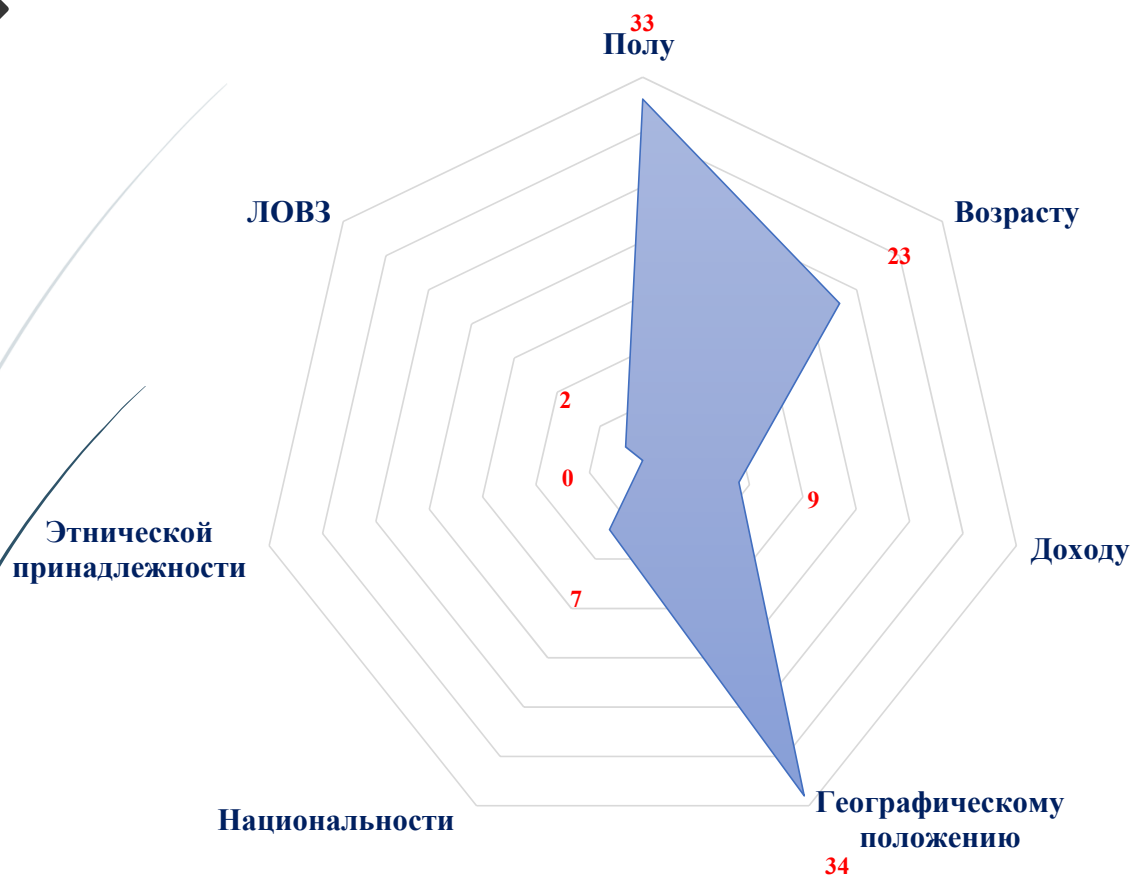 33
Полу
ЛОВЗ
Возрасту
23
2
0
9
Этнической
принадлежности
Доходу
7
Национальности
Географическому
положению
34